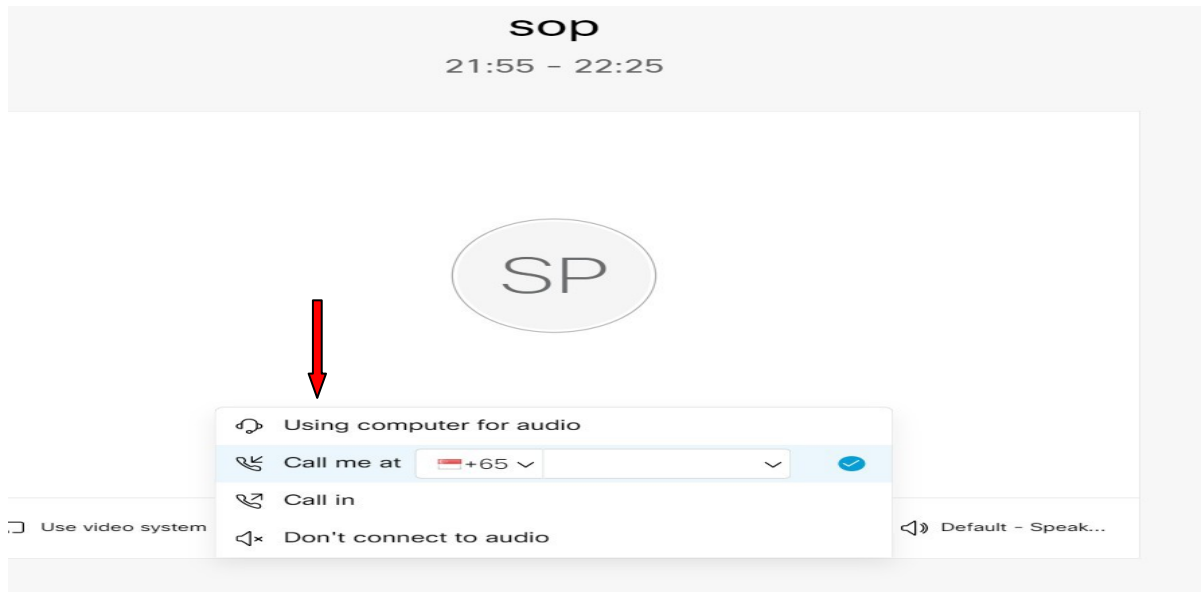 sop
21:55 - 22:25
SP
Using computer for audio
Call me at +65
Call in
Use video system
Don't connect to audio
Default - Speak...